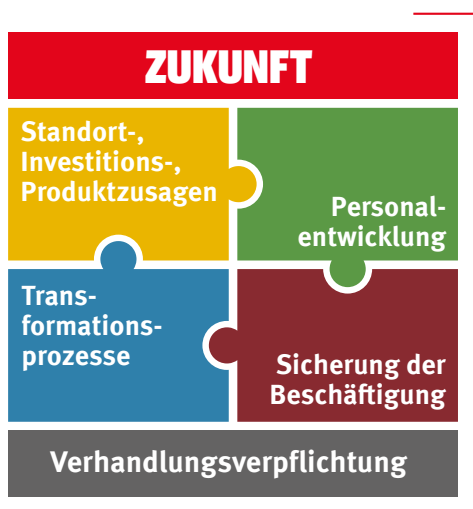 ZUKUNFT
Standort-,
Investitions-,
Produktzusagen
Personal-
entwicklung
Trans-
formations-
prozesse
Sicherung der
Beschäftigung
Verhandlungsverpflichtung